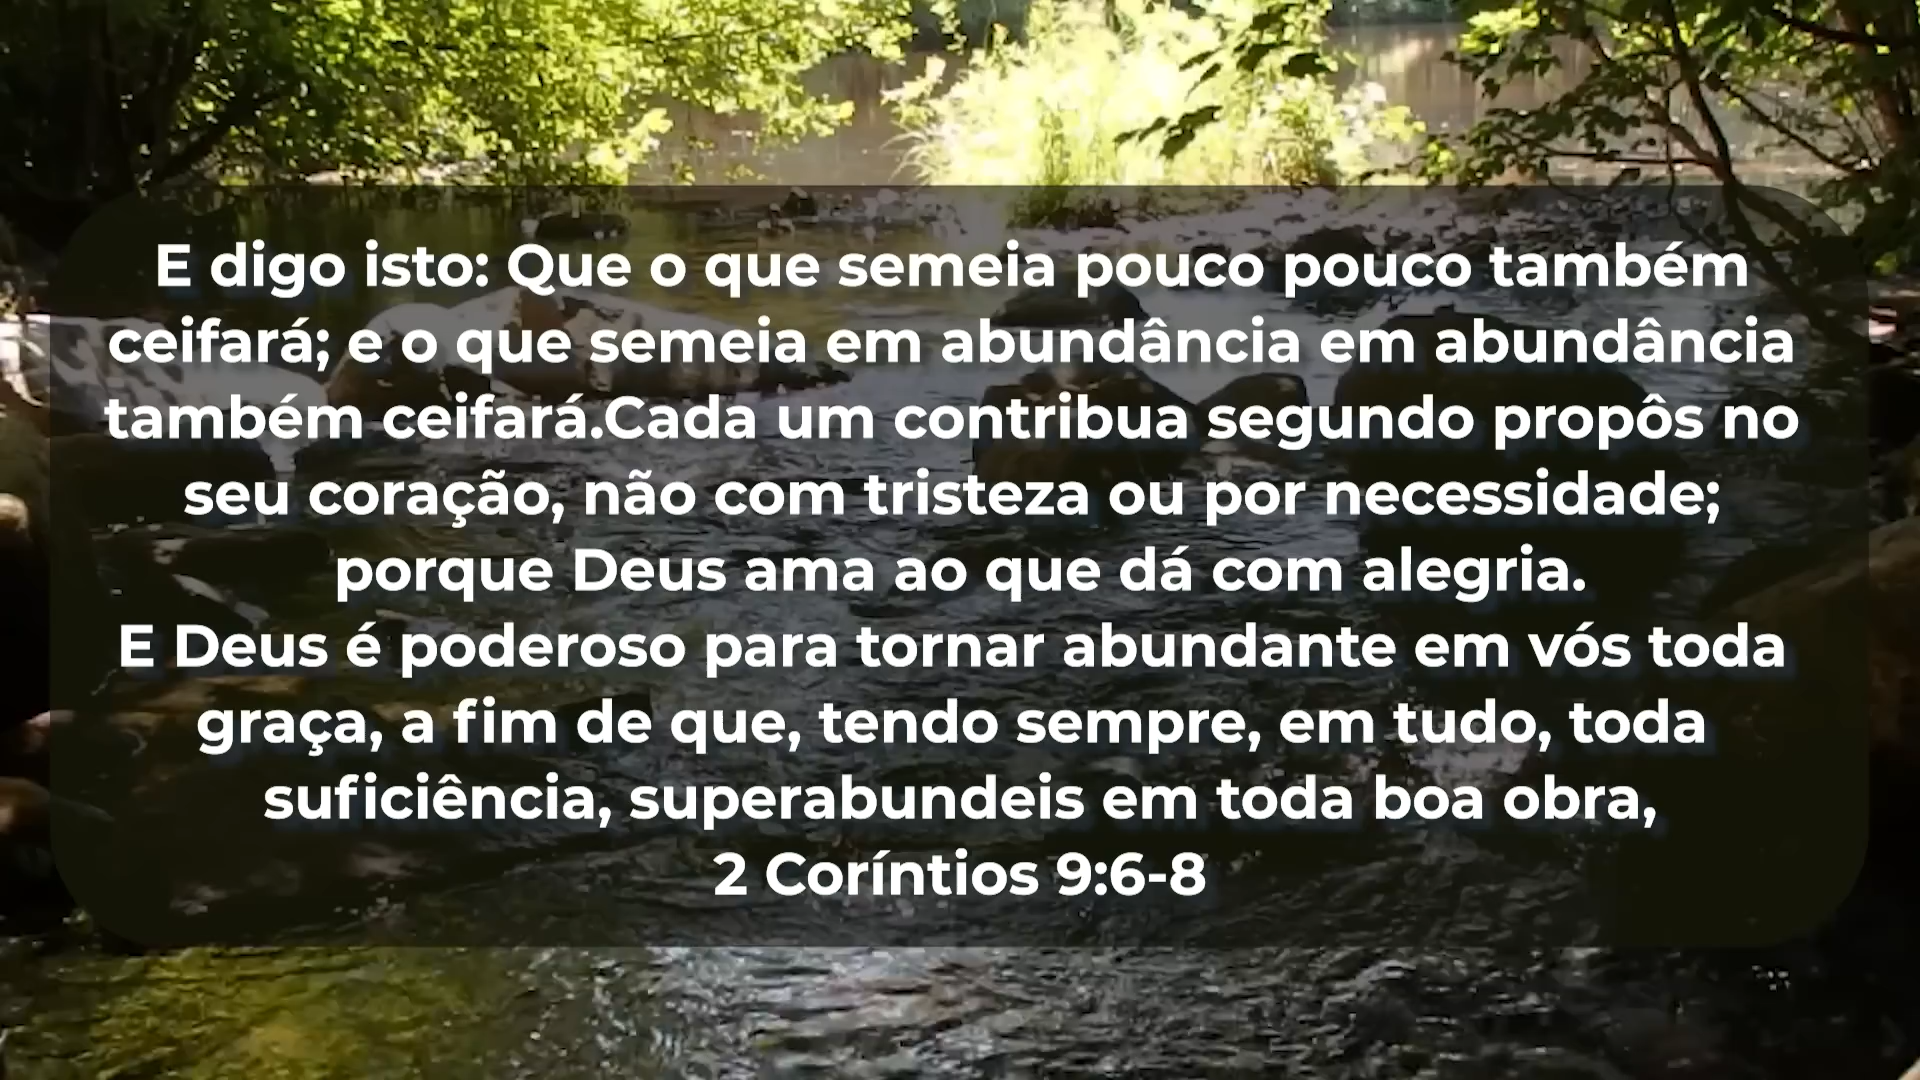 E digo isto: Que o que semeia pouco pouco também
ceifará; e o que semeia em abundância em abundância
também ceifará.Cada um contribua segundo propôs no
seu coração, não com tristeza ou por necessidade;
porque Deus ama ao que dá com alegria.
E Deus é poderoso para tornar abundante em vós toda
graça, a fim de que, tendo sempre, em tudo, toda
suficiência, superabundeis em toda boa obra,
2 Coríntios 9:6-8